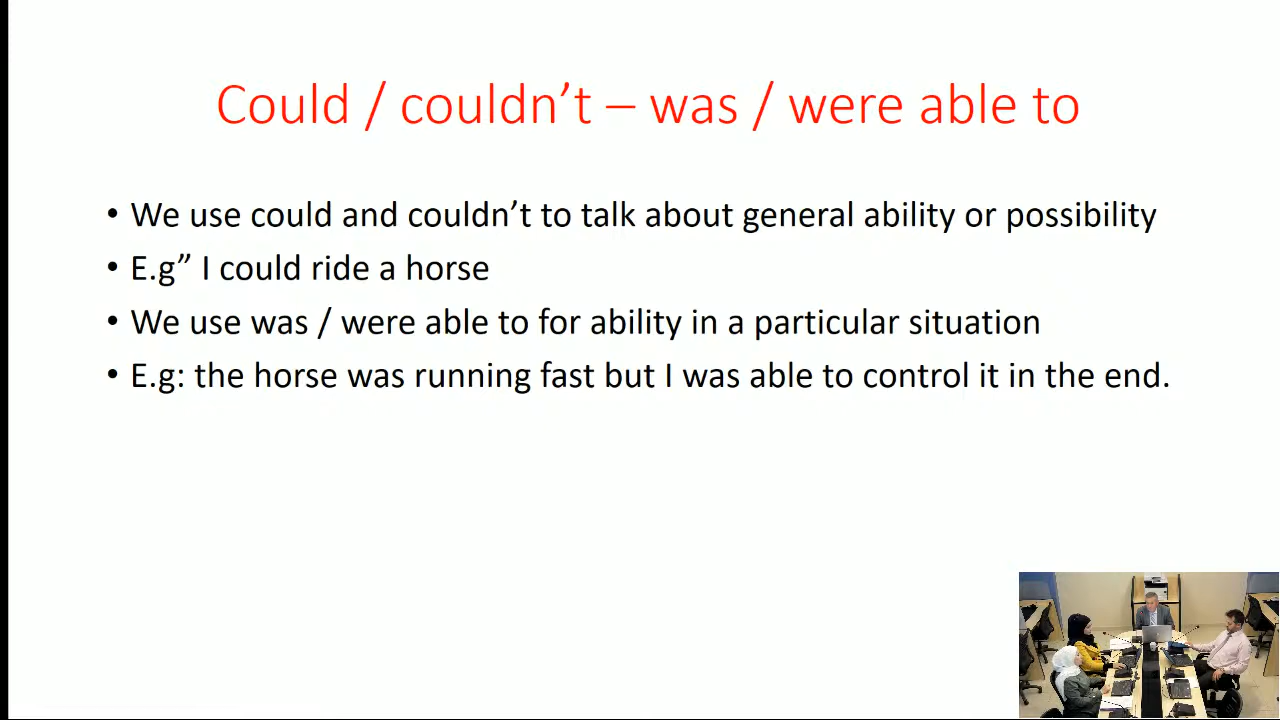 Could / couldn’t – was / were able to
• We use could and couldn’t to talk about general ability or possibility
• E.g” I could ride a horse
• We use was / were able to for ability in a particular situation
• E.g: the horse was running fast but I was able to control it in the end.